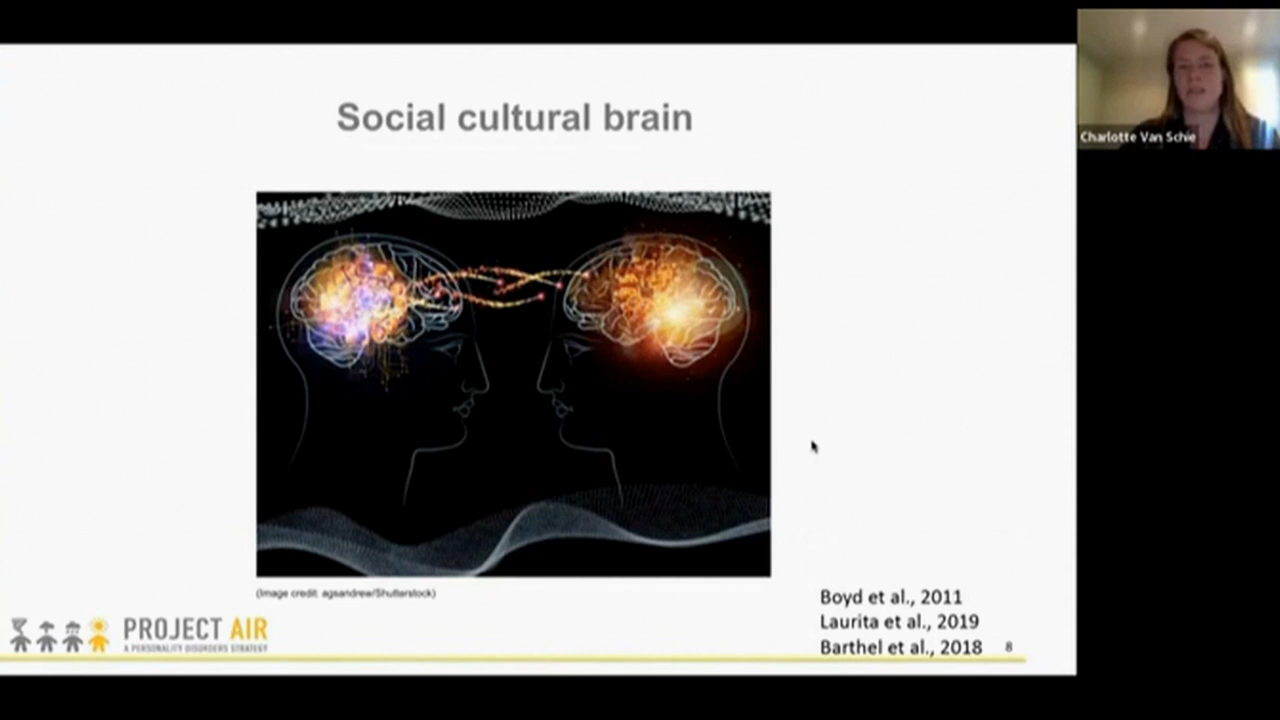 Social cultural brain
Charlotte Van Schie
(Image credit: agsandrew/Shutterstock)
PROJECT AIR
A PERSONALITY DISORDERS STRATEGY
Boyd et al., 2011
Laurita et al., 2019
Barthel et al., 2018
8